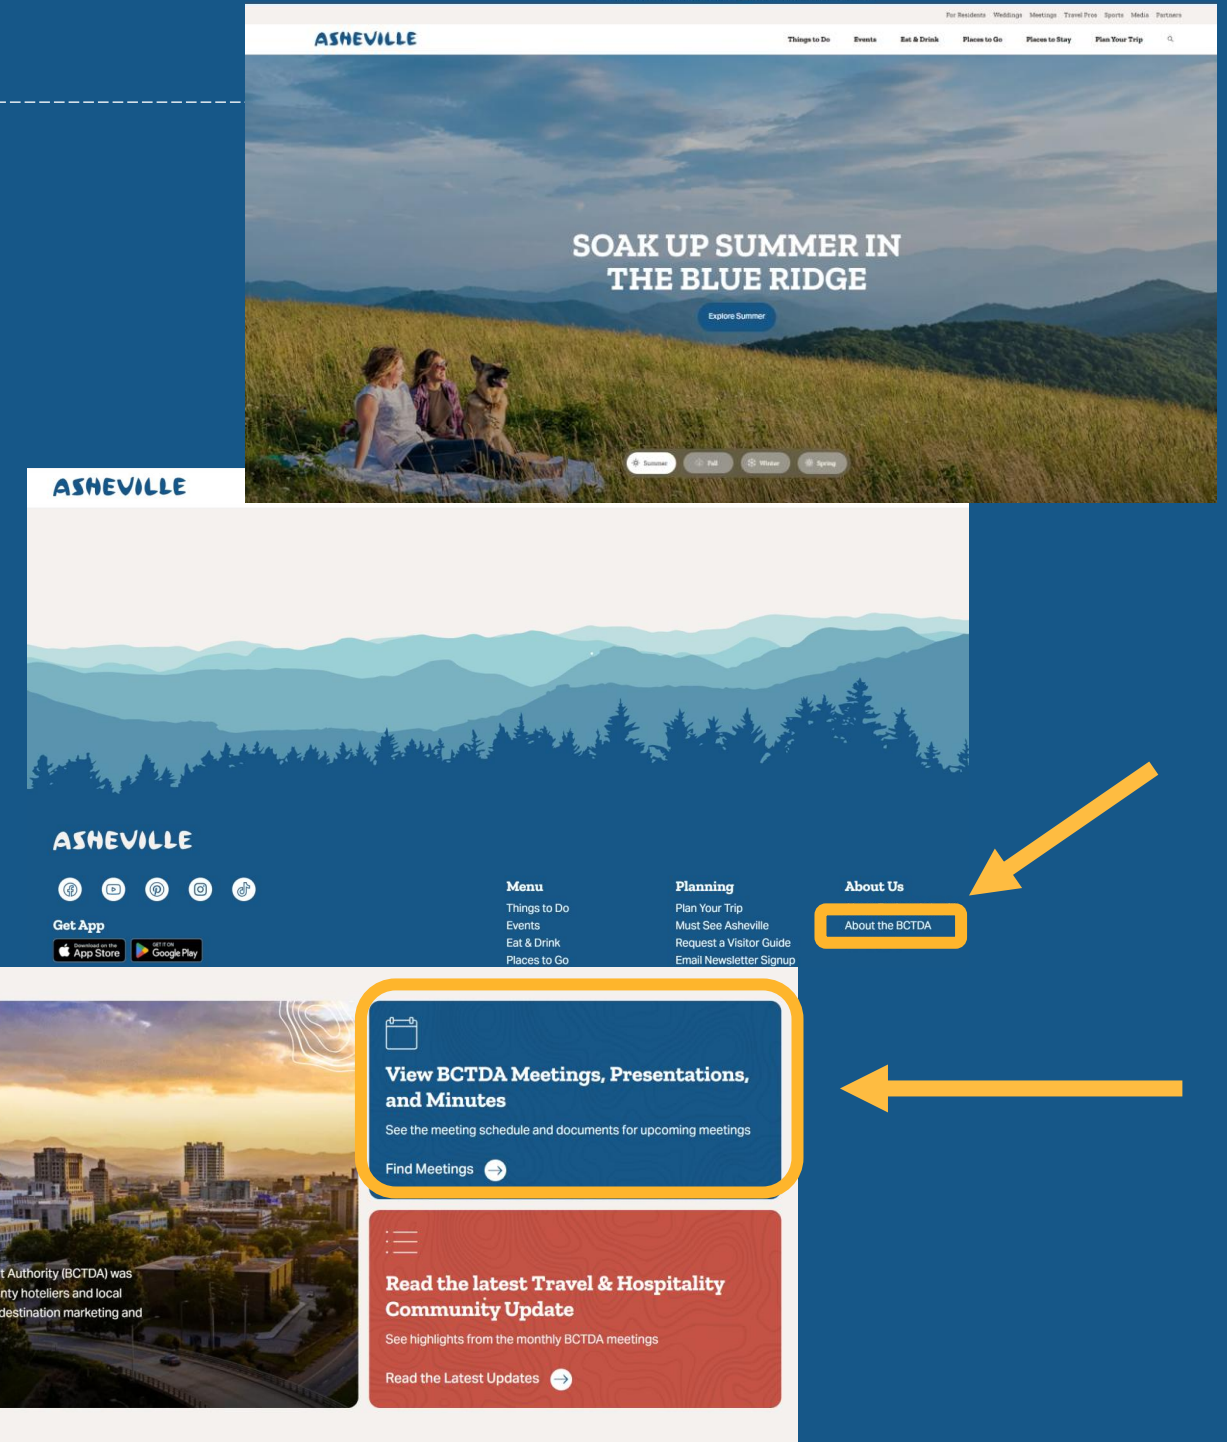 For Residents Weddings Meetings Travel Pros Sports Media Partners
ASHEVILLE
Things to Do Events Eat & Drink Places to Go Places to Stay Plan Your Trip
SOAK UP SUMMER IN
THE BLUE RIDGE
Explore Summer
Summer Fall Winter Spring
ASHEVILLE
ASHEVILLE
Get App
Download on the
App Store
GET IT ON
Google Play
Menu
Things to Do
Events
Eat & Drink
Places to Go
Planning
Plan Your Trip
Must See Asheville
Request a Visitor Guide
Email Newsletter Signup
About Us
About the BCTDA
t Authority (BCTDA) was
nty hoteliers and local
destination marketing and
View BCTDA Meetings, Presentations,
and Minutes
See the meeting schedule and documents for upcoming meetings
Find Meetings
Read the latest Travel & Hospitality
Community Update
See highlights from the monthly BCTDA meetings
Read the Latest Updates